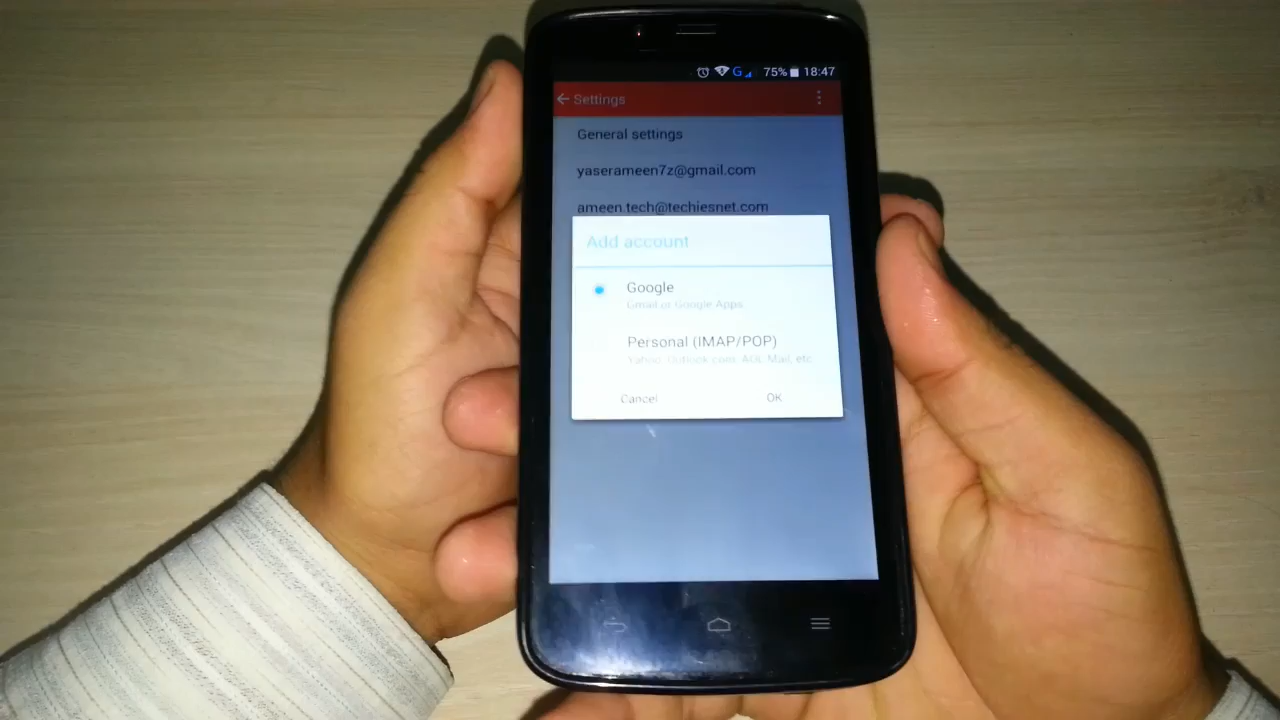 G 75% 18:47
Settings
General settings
yaserameen7z@gmail.com
ameen.tech@techiesnet.com
Add account
Google
Gmail or Google Apps
Personal (IMAP/POP)
Yahoo, Outlook.com, AOL Mail, etc.
Cancel OK